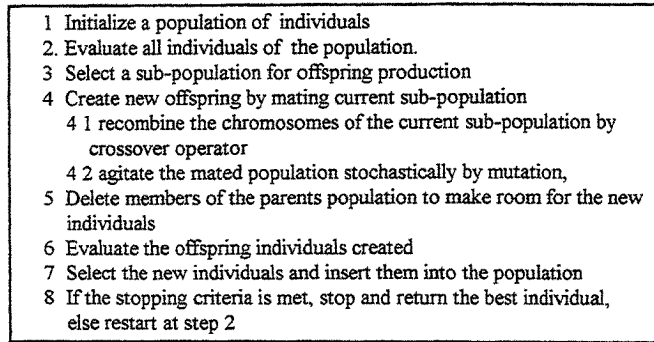 1 Initialize a population of individuals
2. Evaluate all individuals of the population.
3 Select a sub-population for offspring production
4 Create new offspring by mating current sub-population
4 1 recombine the chromosomes of the current sub-population by
crossover operator
4 2 agitate the mated population stochastically by mutation,
5 Delete members of the parents population to make room for the new
individuals
6 Evaluate the offspring individuals created
7 Select the new individuals and insert them into the population
8 If the stopping criteria is met, stop and return the best individual,
else restart at step 2